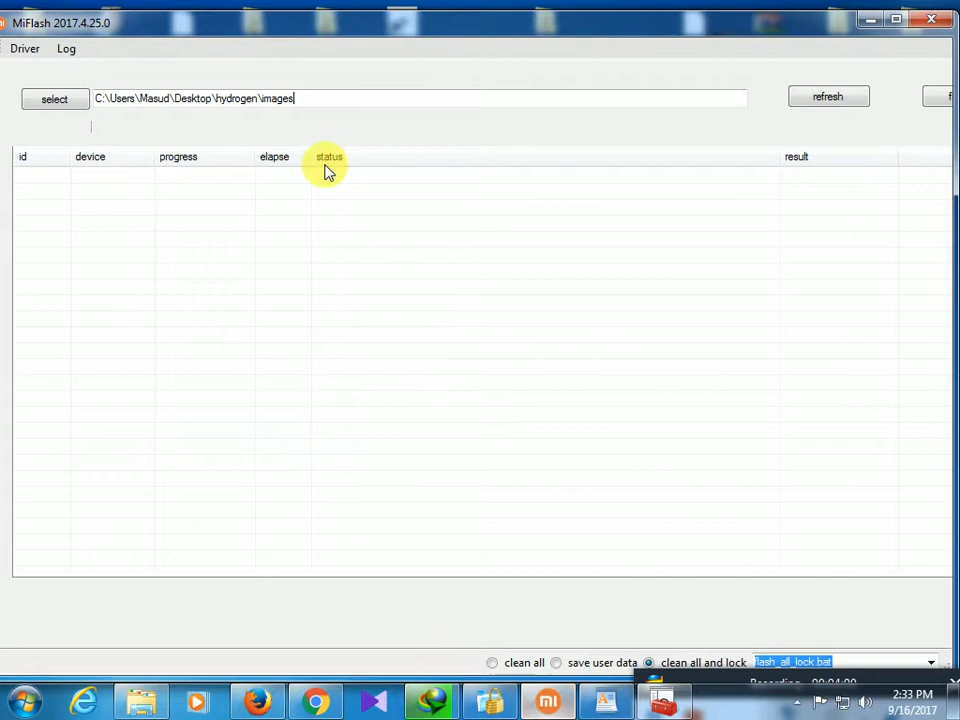 MiFlash 2017.4.25.0
Driver Log
select C:\Users\Masud\Desktop\hydrogen\images refresh
id device progress elapse status result
clean all save user data clean all and lock flash_all_lock.bat
2:33 PM
9/16/2017